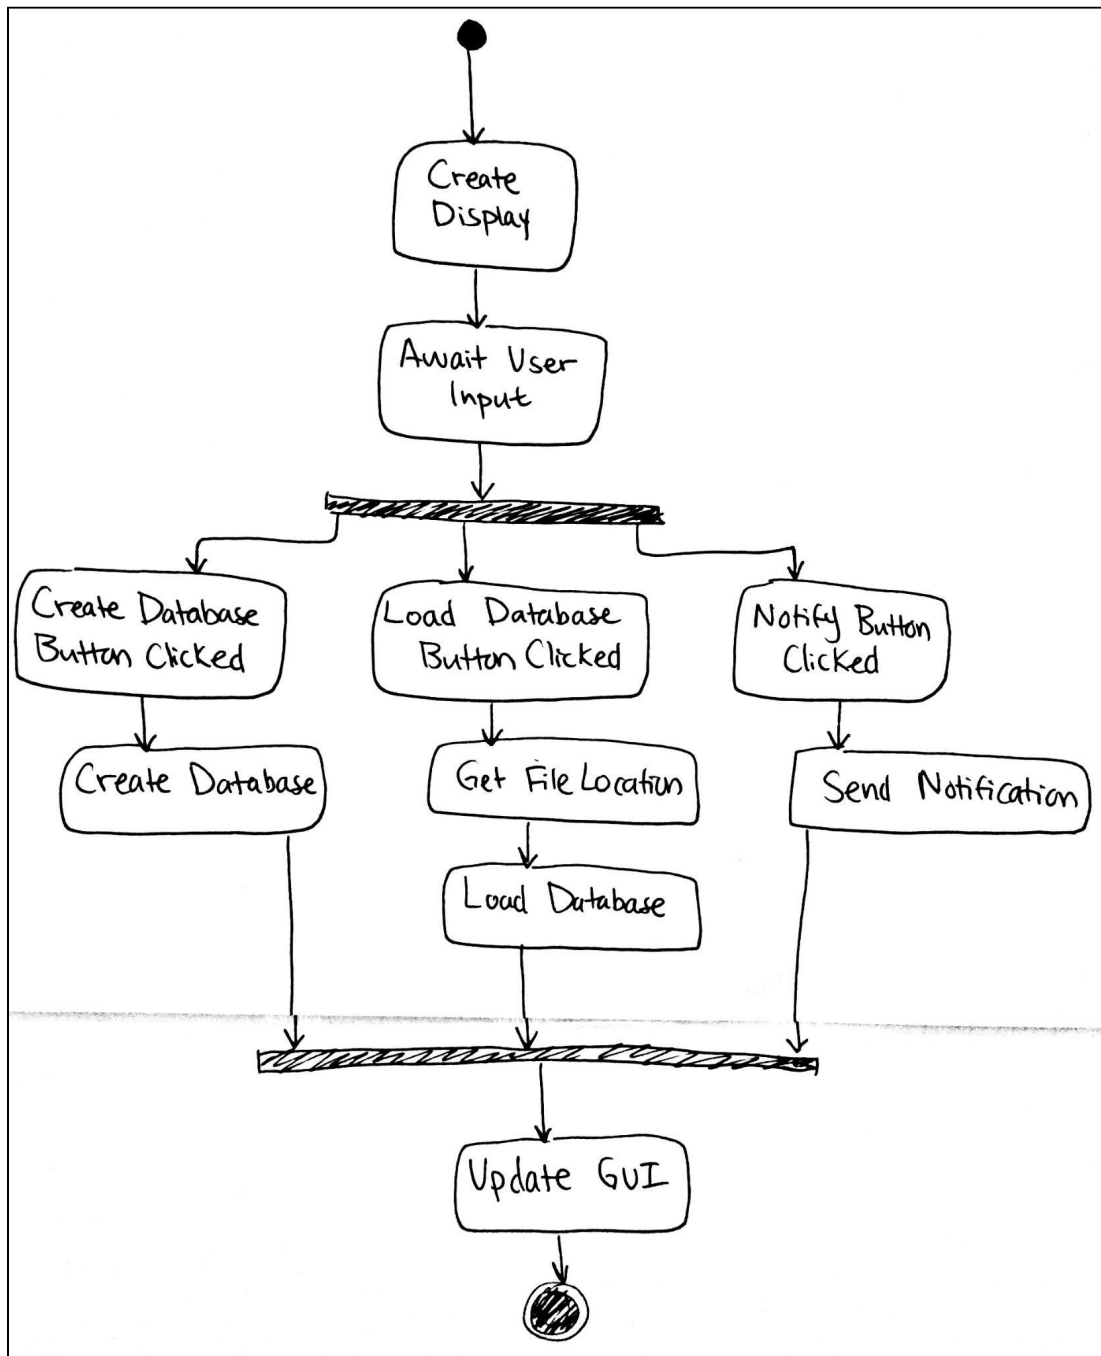 Create
Display
Await User
Input
Create Database
Button Clicked
Load Database
Button Clicked
Notify Button
Clicked
Create Database
Get File Location
Send Notification
Load Database
Update GUI